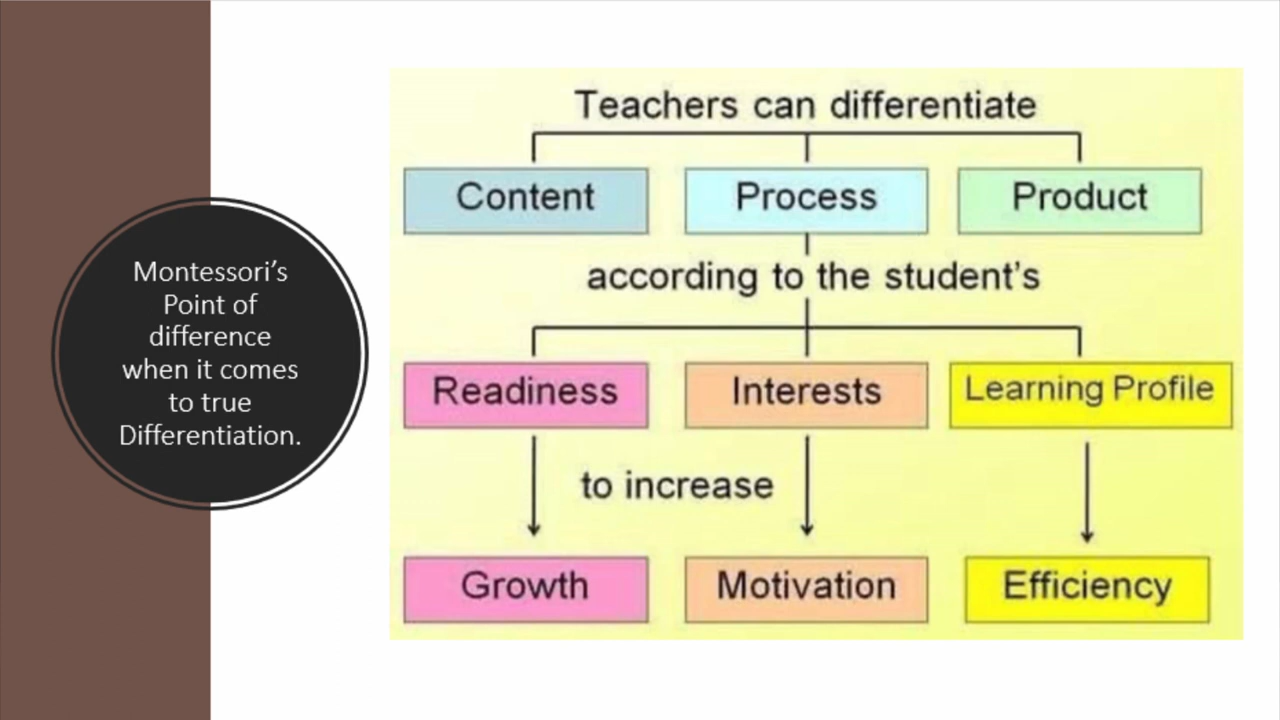 Montessori’s
Point of
difference
when it comes
to true
Differentiation.
Teachers can differentiate
Content
Process
Product
according to the student’s
Readiness
Interests
Learning Profile
to increase
Growth
Motivation
Efficiency